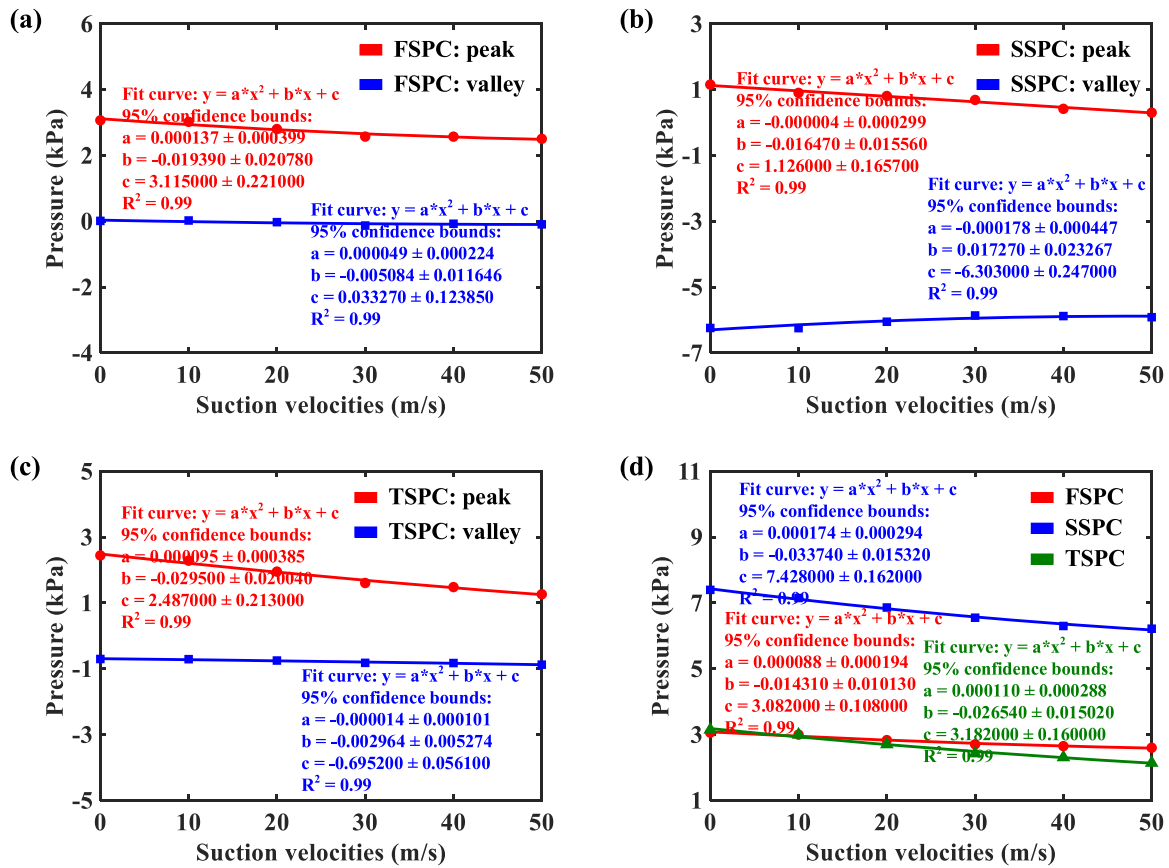 (a)
FSPC: peak
FSPC: valley
Fit curve: y = a*x² + b*x + c
95% confidence bounds:
a = 0.000137 ± 0.000399
b = -0.019390 ± 0.020780
c = 3.115000 ± 0.221000
R² = 0.99
Fit curve: y = a*x² + b*x + c
95% confidence bounds:
a = 0.000049 ± 0.000224
b = -0.005084 ± 0.011646
c = 0.033270 ± 0.123850
R² = 0.99
6
4
2
0
-2
-4
Pressure (kPa)
0 10 20 30 40 50
Suction velocities (m/s)
(b)
SSPC: peak
SSPC: valley
Fit curve: y = a*x² + b*x + c
95% confidence bounds:
a = -0.000004 ± 0.000299
b = -0.016470 ± 0.015560
c = 1.126000 ± 0.165700
R² = 0.99
Fit curve: y = a*x² + b*x + c
95% confidence bounds:
a = -0.000178 ± 0.000447
b = 0.017270 ± 0.023267
c = -6.303000 ± 0.247000
R² = 0.99
3
1
-1
-3
-5
-7
Pressure (kPa)
0 10 20 30 40 50
Suction velocities (m/s)
(c)
TSPC: peak
TSPC: valley
Fit curve: y = a*x² + b*x + c
95% confidence bounds:
a = 0.000095 ± 0.000385
b = -0.029500 ± 0.020040
c = 2.487000 ± 0.213000
R² = 0.99
Fit curve: y = a*x² + b*x + c
95% confidence bounds:
a = -0.000014 ± 0.000101
b = -0.002964 ± 0.005274
c = -0.695200 ± 0.056100
R² = 0.99
5
3
1
-1
-3
-5
Pressure (kPa)
0 10 20 30 40 50
Suction velocities (m/s)
(d)
FSPC
SSPC
TSPC
Fit curve: y = a*x² + b*x + c
95% confidence bounds:
a = 0.000174 ± 0.000294
b = -0.033740 ± 0.015320
c = 7.428000 ± 0.162000
R² = 0.99
Fit curve: y = a*x² + b*x + c
95% confidence bounds:
a = 0.000088 ± 0.000194
b = -0.014310 ± 0.010130
c = 3.082000 ± 0.108000
R² = 0.99
Fit curve: y = a*x² + b*x + c
95% confidence bounds:
a = 0.000110 ± 0.000288
b = -0.026540 ± 0.015020
c = 3.182000 ± 0.160000
R² = 0.99
11
9
7
5
3
1
Pressure (kPa)
0 10 20 30 40 50
Suction velocities (m/s)